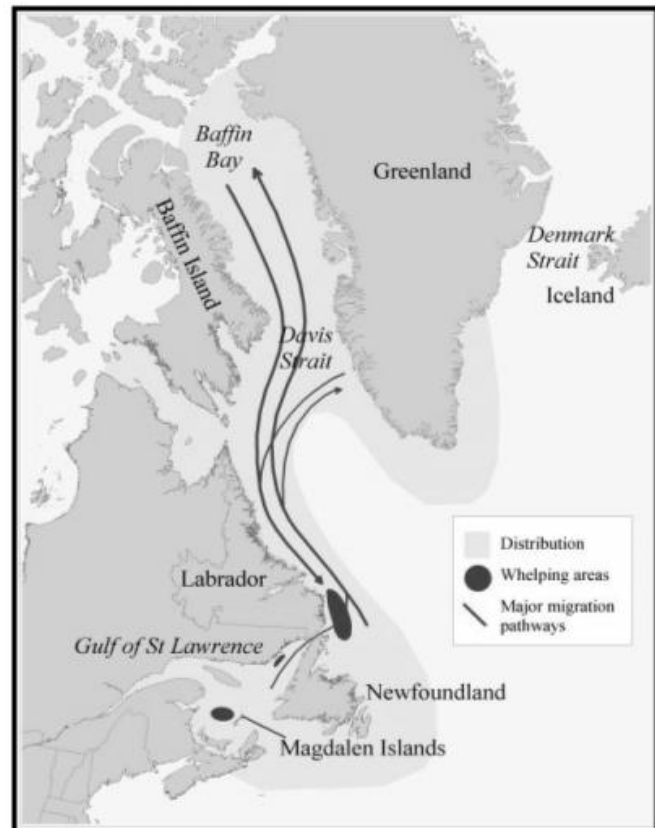 Baffin
Bay
Greenland
Baffin Island
Denmark
Strait
Iceland
Davis
Strait
Distribution
Whelping areas
Major migration
pathways
Labrador
Gulf of St Lawrence
Newfoundland
Magdalen Islands